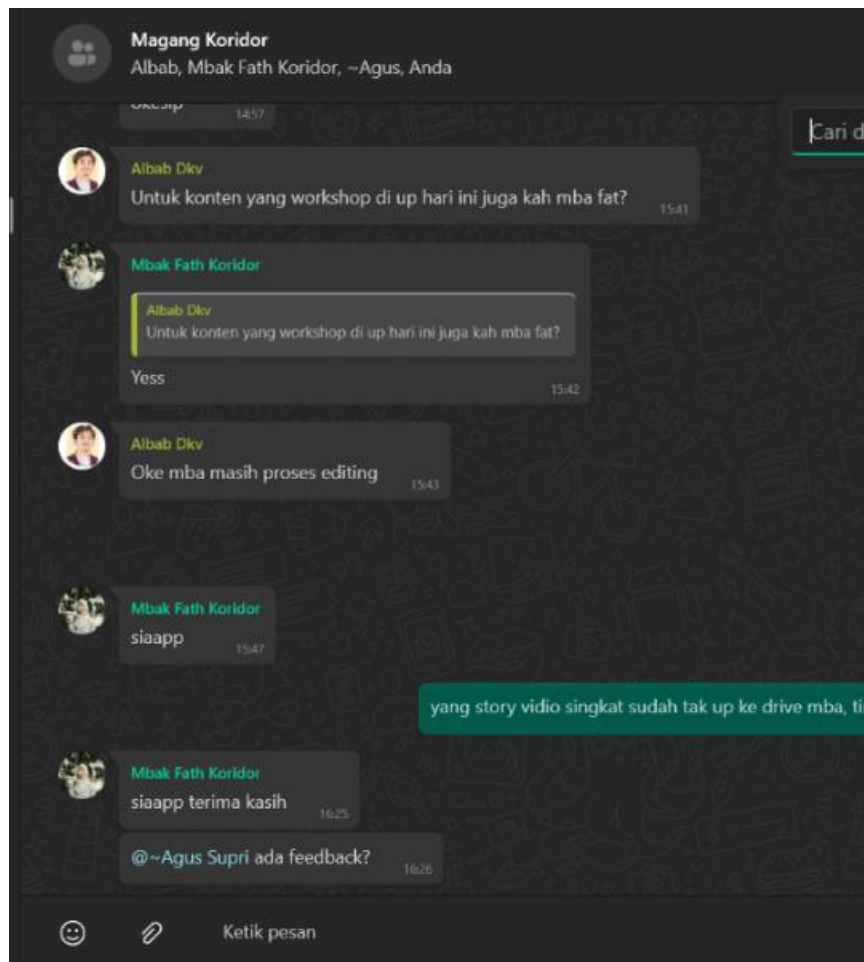 Magang Koridor
Albab, Mbak Fath Koridor, ~Agus, Anda
okesip
14:57
Cari d
Albab Dkv
Untuk konten yang workshop di up hari ini juga kah mba fat?
15:41
Mbak Fath Koridor
Albab Dkv
Untuk konten yang workshop di up hari ini juga kah mba fat?
Yess
15:42
Albab Dkv
Oke mba masih proses editing
15:43
Mbak Fath Koridor
siaapp
15:47
yang story vidio singkat sudah tak up ke drive mba,
Mbak Fath Koridor
siaapp terima kasih
16:25
@~Agus Supri ada feedback?
16:26
Ketik pesan